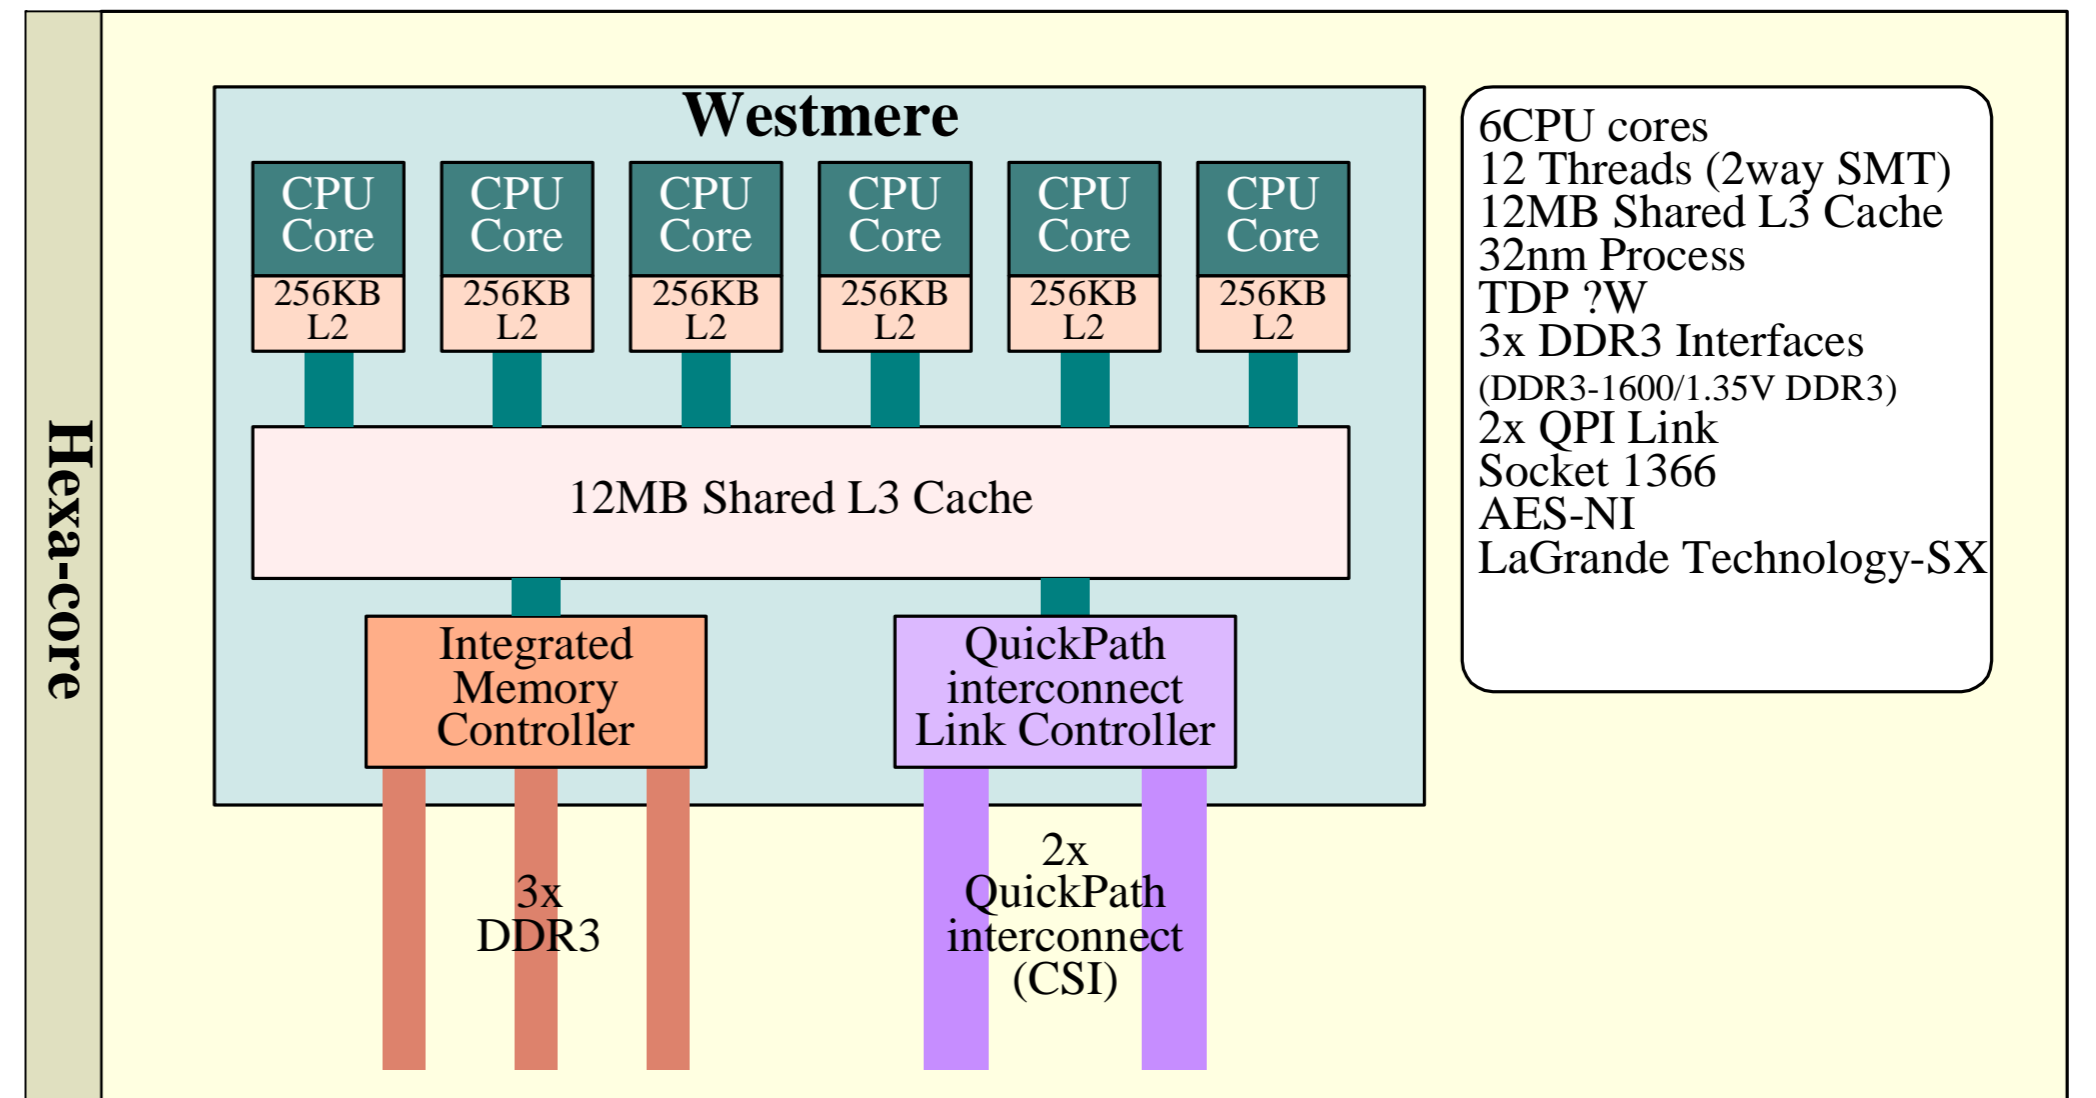 Hexa-core
Westmere
CPU
Core
256KB
L2
CPU
Core
256KB
L2
CPU
Core
256KB
L2
CPU
Core
256KB
L2
CPU
Core
256KB
L2
CPU
Core
256KB
L2
12MB Shared L3 Cache
Integrated
Memory
Controller
QuickPath
interconnect
Link Controller
3x
DDR3
2x
QuickPath
interconnect
(CSI)
6CPU cores
12 Threads (2way SMT)
12MB Shared L3 Cache
32nm Process
TDP ?W
3x DDR3 Interfaces
(DDR3-1600/1.35V DDR3)
2x QPI Link
Socket 1366
AES-NI
LaGrande Technology-SX